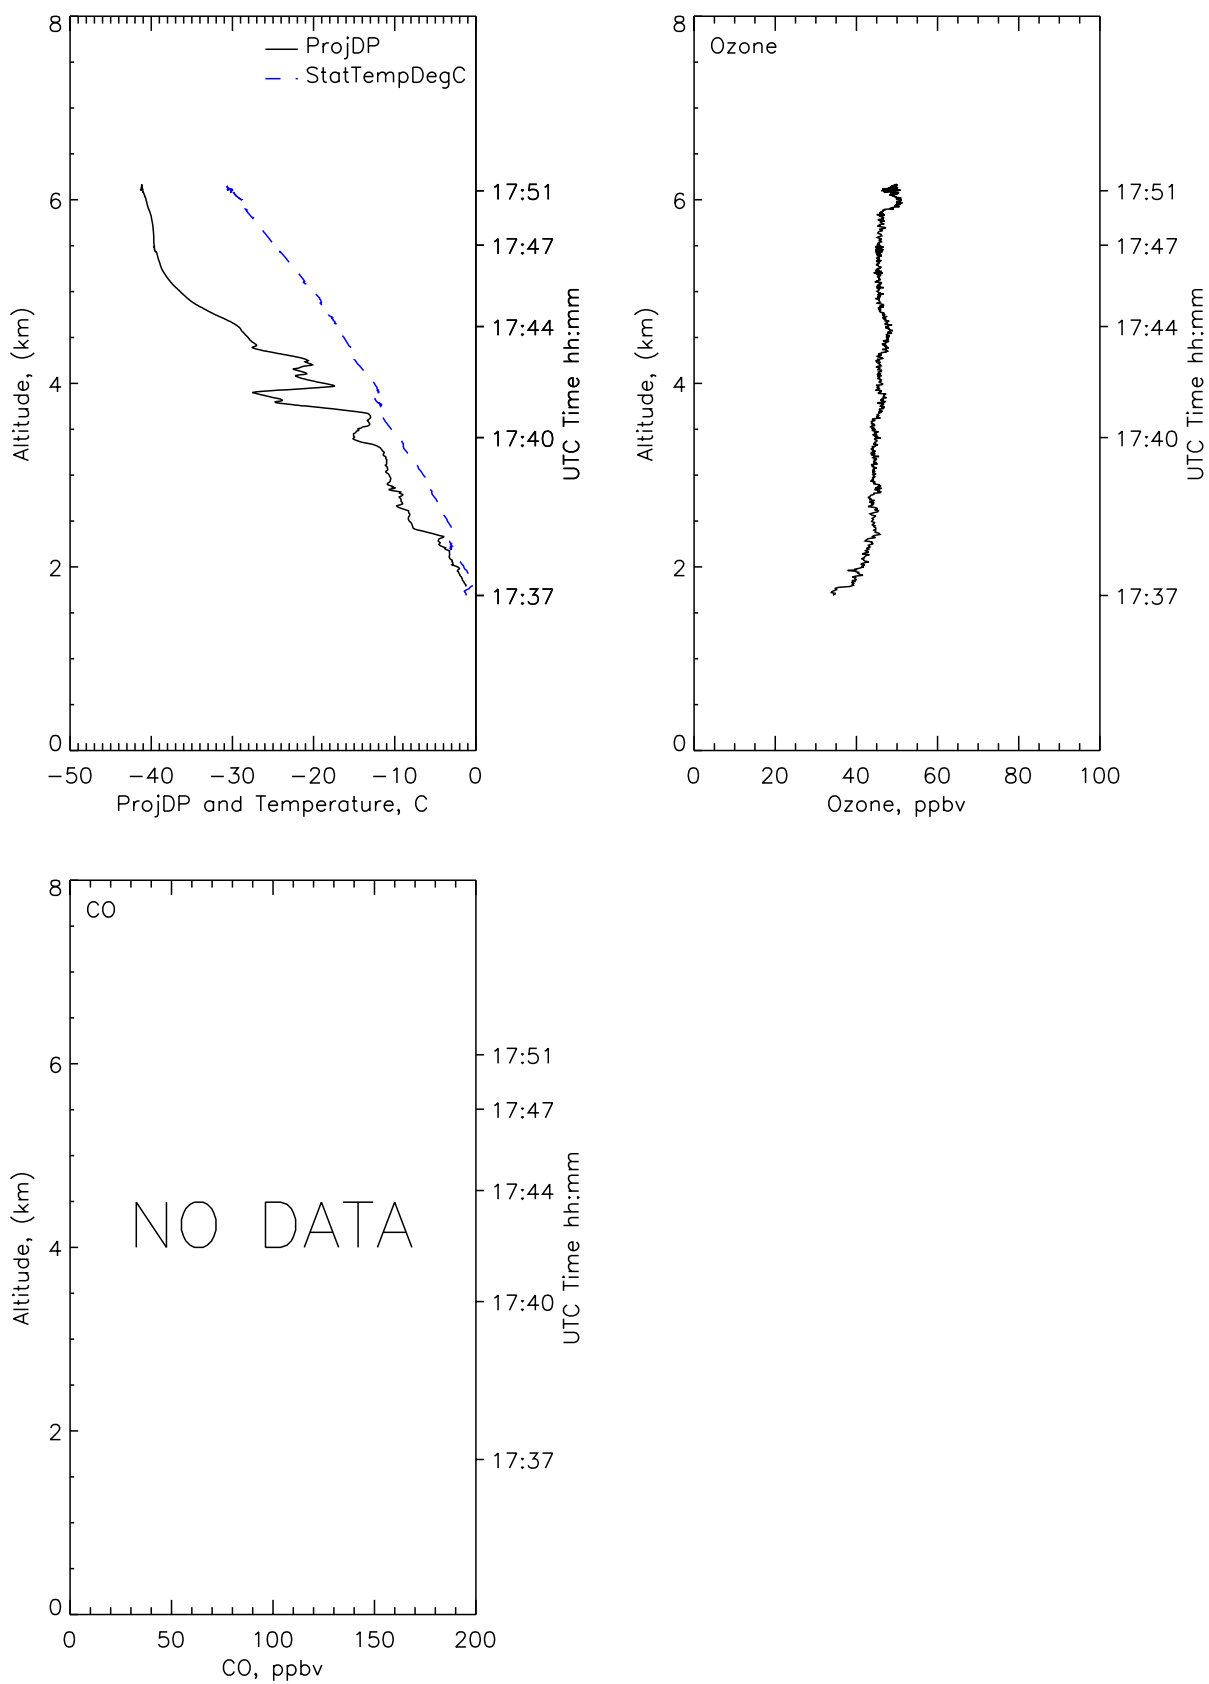 8
6
4
2
0
Altitude, (km)
ProjDP
StatTempDegC
17:51
17:47
17:44
17:40
17:37
UTC Time hh:mm
−50 −40 −30 −20 −10 0
ProjDP and Temperature, C
8
6
4
2
0
Altitude, (km)
Ozone
17:51
17:47
17:44
17:40
17:37
UTC Time hh:mm
0 20 40 60 80 100
Ozone, ppbv
8
6
4
2
0
Altitude, (km)
CO
NO DATA
17:51
17:47
17:44
17:40
17:37
UTC Time hh:mm
0 50 100 150 200
CO, ppbv